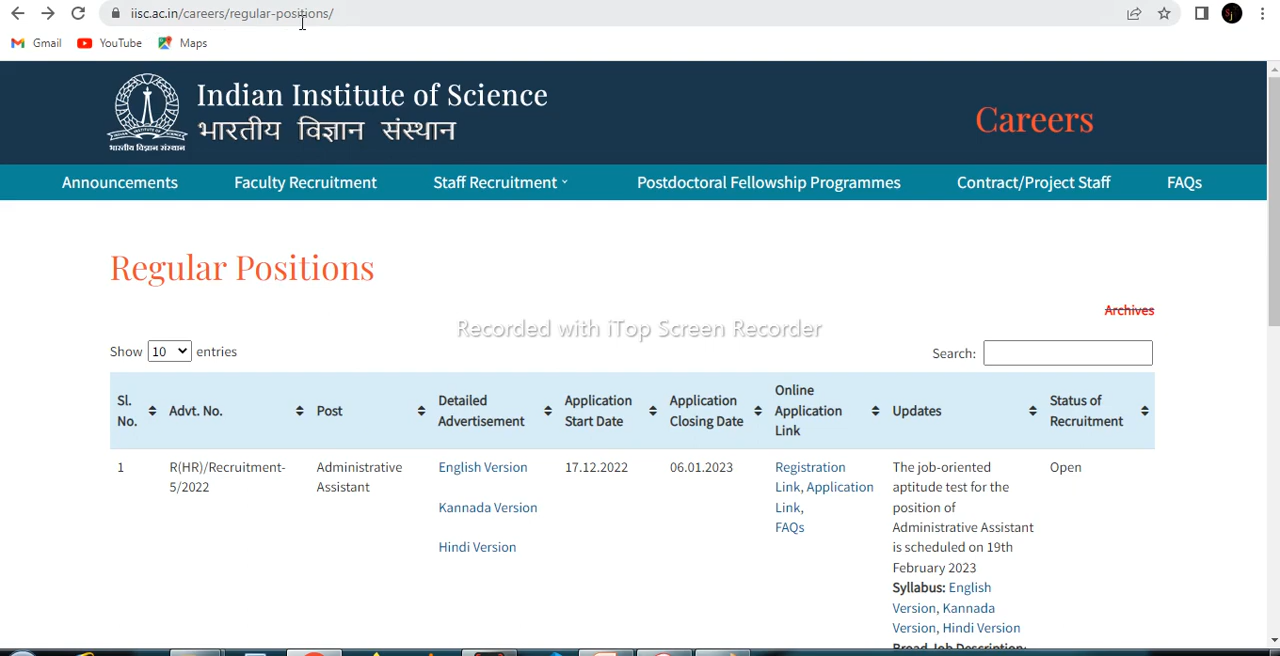 iisc.ac.in/careers/regular-positions/
Gmail YouTube Maps
Indian Institute of Science
भारतीय विज्ञान संस्थान
भारतीय विज्ञान संस्थान
Careers
Announcements Faculty Recruitment Staff Recruitment Postdoctoral Fellowship Programmes Contract/Project Staff FAQs
Regular Positions
Archives
Recorded with iTop Screen Recorder
Show 10 entries
Search:
Sl. No.
Advt. No.
Post
Detailed
Advertisement
Application
Start Date
Application
Closing Date
Online
Application
Link
Updates
Status of
Recruitment
1
R(HR)/Recruitment-
5/2022
Administrative
Assistant
English Version
Kannada Version
Hindi Version
17.12.2022
06.01.2023
Registration
Link, Application
Link,
FAQs
The job-oriented
aptitude test for the
position of
Administrative Assistant
is scheduled on 19th
February 2023
Syllabus: English
Version, Kannada
Version, Hindi Version
Broad Job Description:
Open